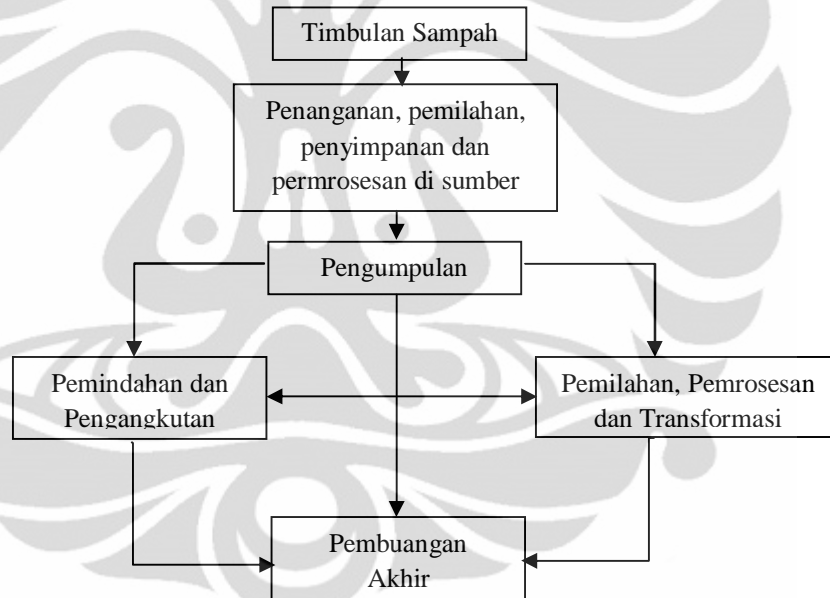 Timbulan Sampah
Penanganan, pemilahan,
penyimpanan dan
permrosesan di sumber
Pengumpulan
Pemindahan dan
Pengangkutan
Pemilahan, Pemrosesan
dan Transformasi
Pembuangan
Akhir